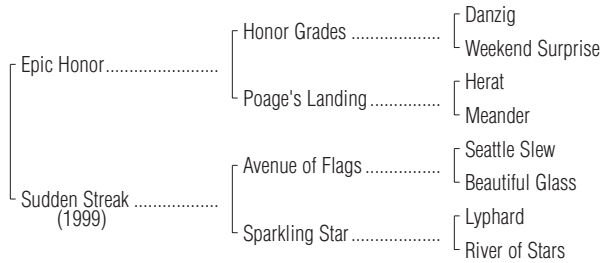 Danzig
Honor Grades ..................
Weekend Surprise
Epic Honor.......................
Herat
Poage's Landing ..............
Meander
Seattle Slew
Avenue of Flags ...............
Beautiful Glass
Sudden Streak .................
(1999)
Lyphard
Sparkling Star ..................
River of Stars